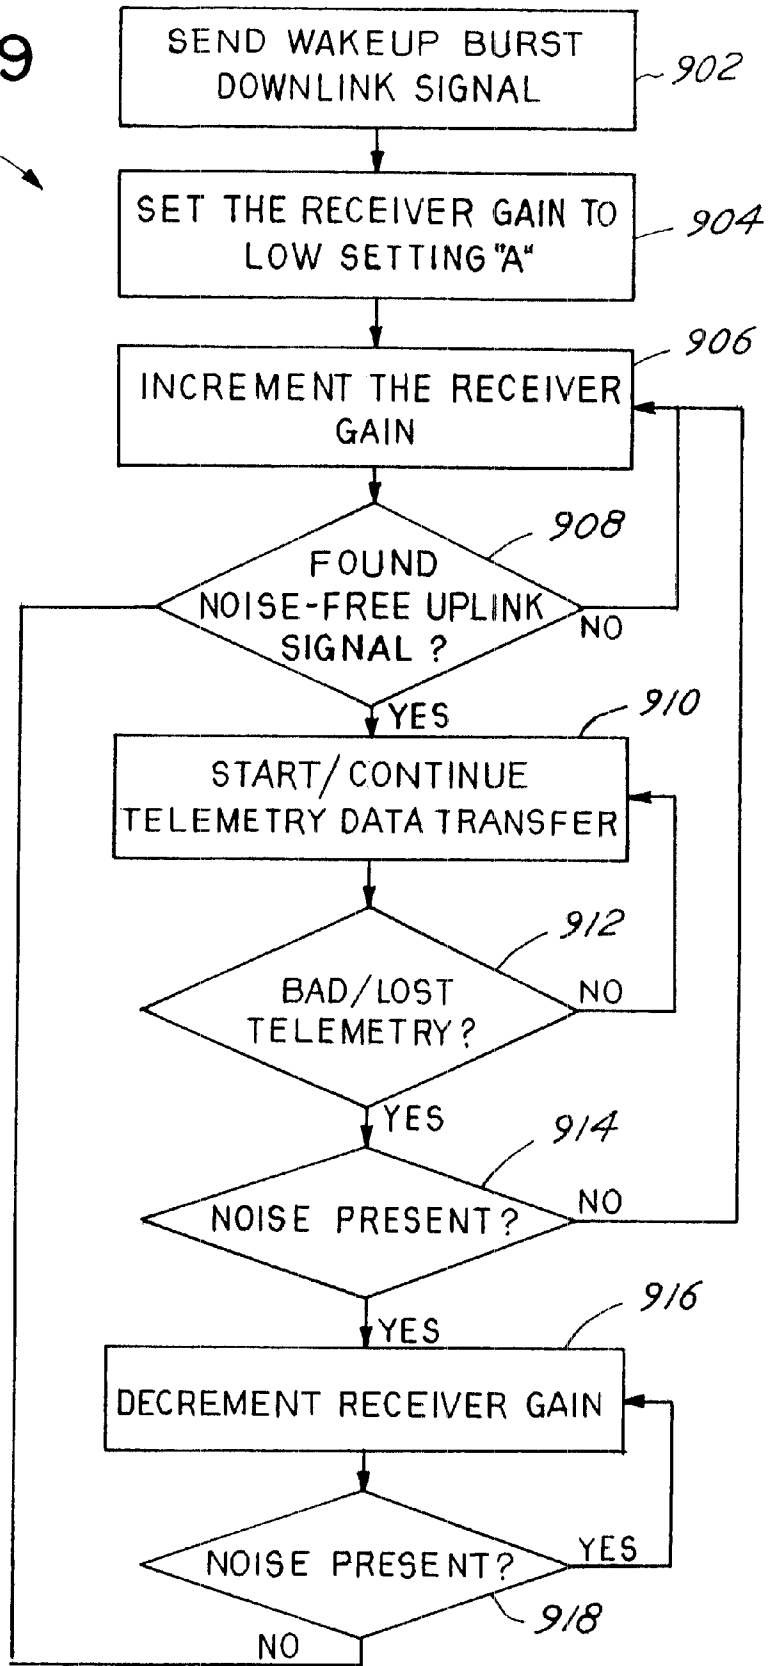 9
SEND WAKEUP BURST
DOWNLINK SIGNAL
902
SET THE RECEIVER GAIN TO
LOW SETTING "A"
904
906
INCREMENT THE RECEIVER
GAIN
908
FOUND
NOISE-FREE UPLINK
SIGNAL ?
NO
YES
910
START/CONTINUE
TELEMETRY DATA TRANSFER
912
BAD/LOST
TELEMETRY?
NO
YES
914
NOISE PRESENT?
NO
YES
916
DECREMENT RECEIVER GAIN
NOISE PRESENT?
YES
918
NO